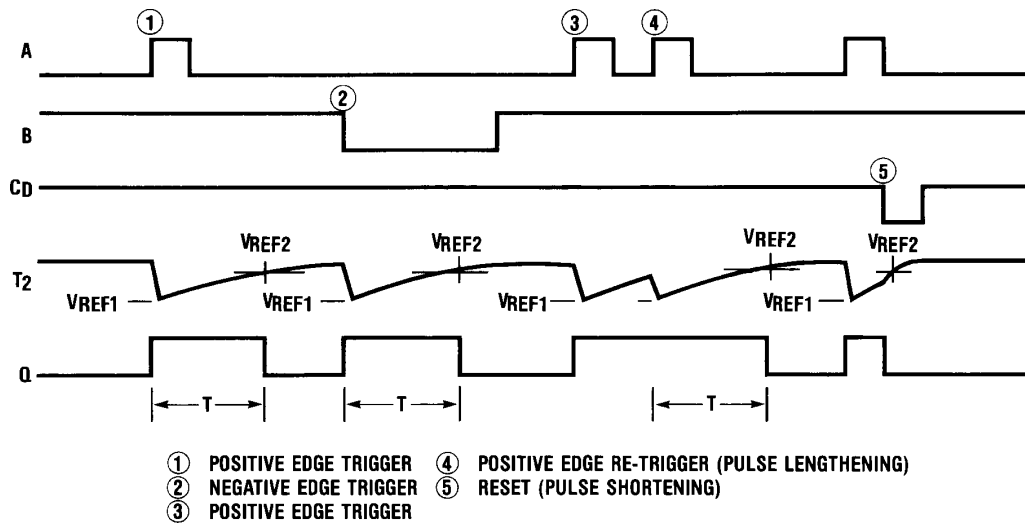 ① ③ ④
A
②
B
CD ⑤
VREF2 VREF2 VREF2 VREF2
T2
VREF1 VREF1 VREF1 VREF1
Q
T T T
① POSITIVE EDGE TRIGGER ④ POSITIVE EDGE RE-TRIGGER (PULSE LENGTHENING)
② NEGATIVE EDGE TRIGGER ⑤ RESET (PULSE SHORTENING)
③ POSITIVE EDGE TRIGGER